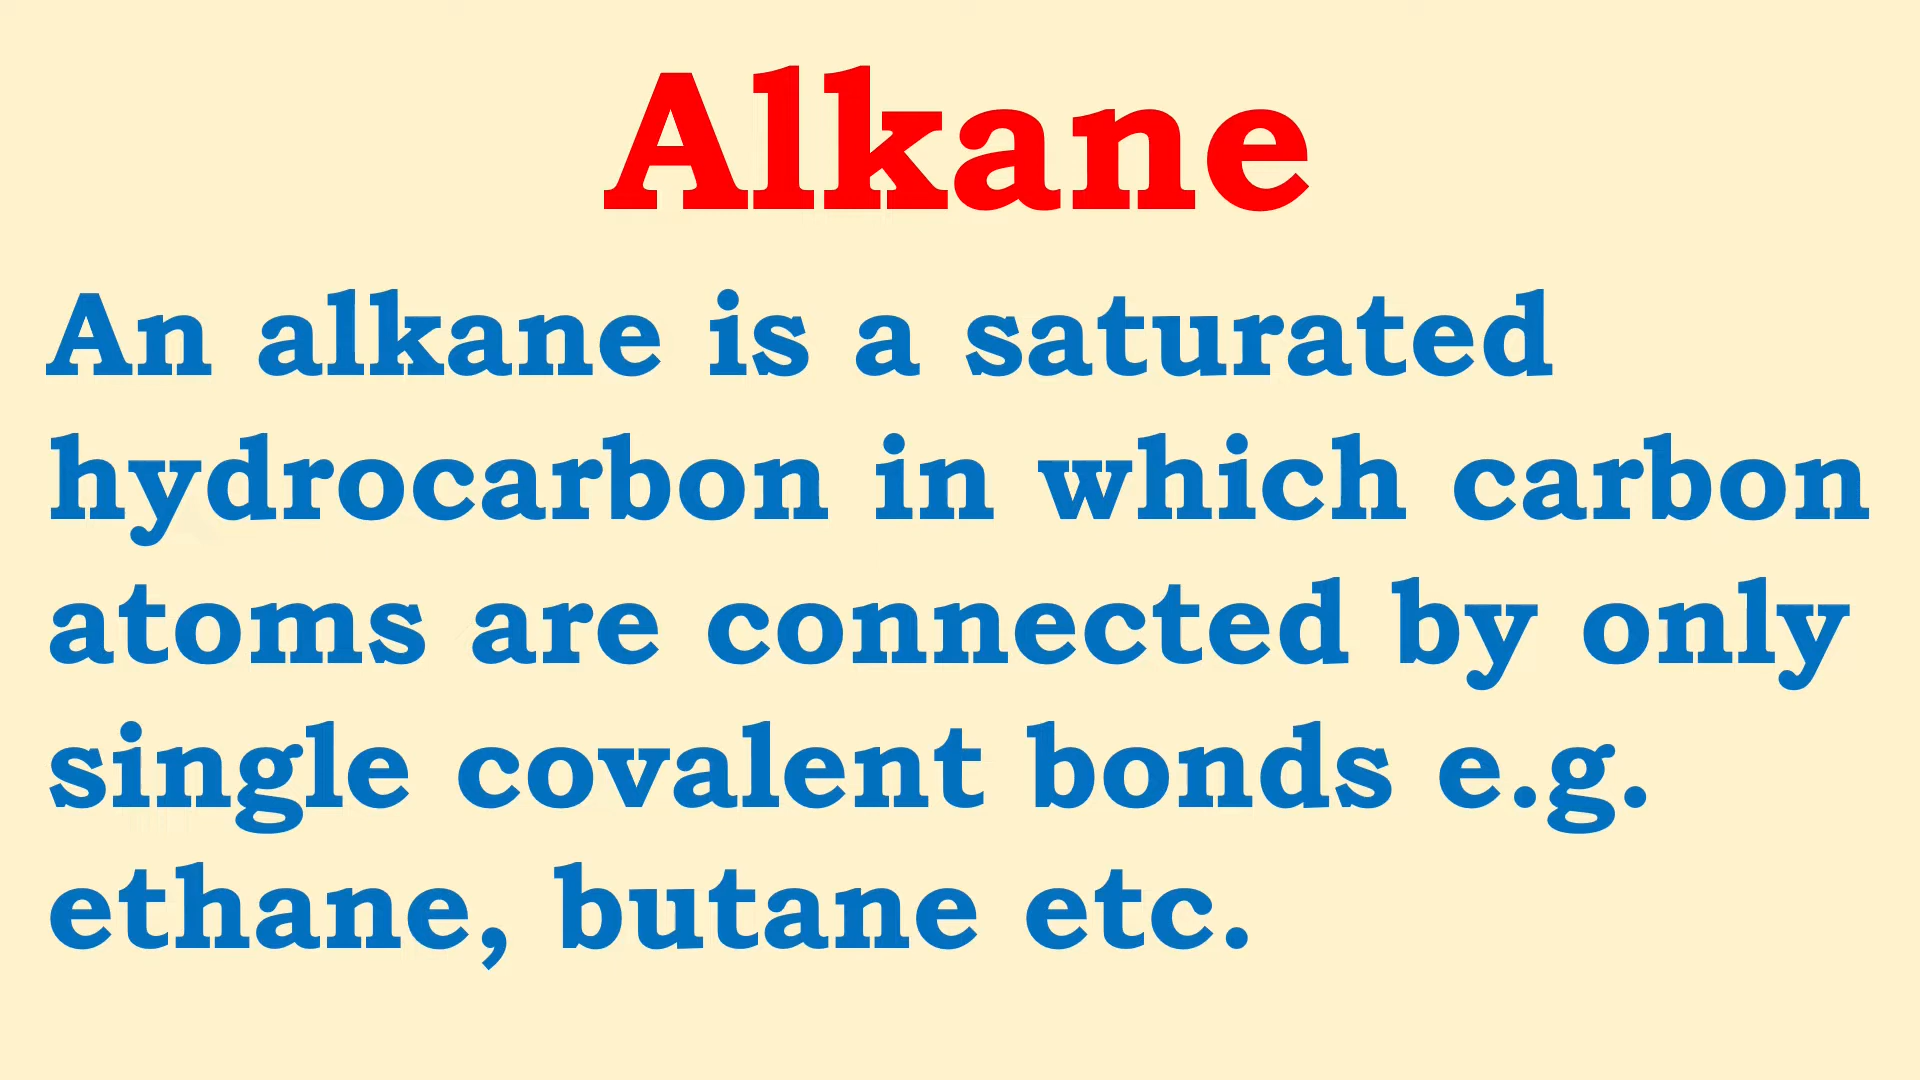 Alkane
An alkane is a saturated
hydrocarbon in which carbon
atoms are connected by only
single covalent bonds e.g.
ethane, butane etc.